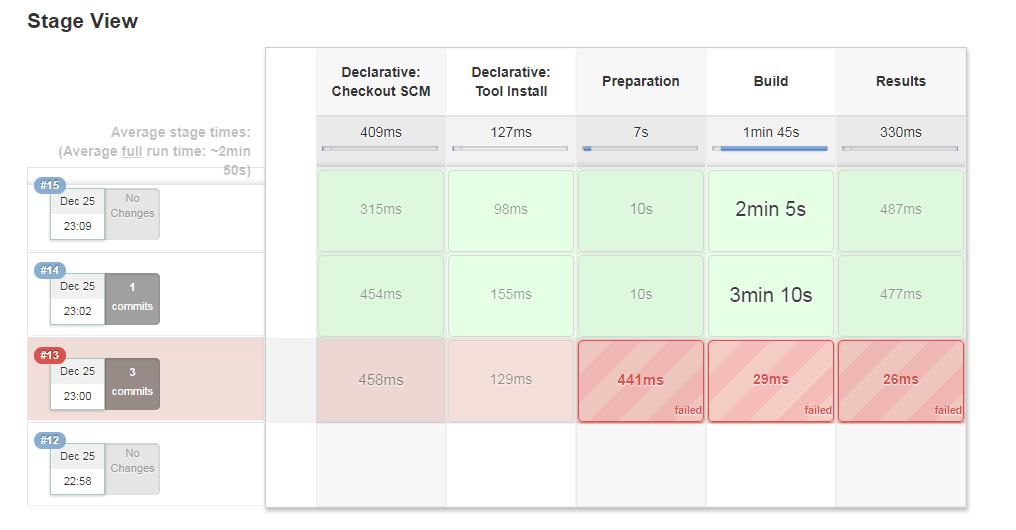 Stage View
Declarative:
Checkout SCM
Declarative:
Tool Install
Preparation
Build
Results
Average stage times:
(Average full run time: ~2min
50s)
409ms
127ms
7s
1min 45s
330ms
#15
Dec 25
23:09
No
Changes
315ms
98ms
10s
2min 5s
487ms
#14
Dec 25
23:02
1
commits
454ms
155ms
10s
3min 10s
477ms
#13
Dec 25
23:00
3
commits
458ms
129ms
441ms
failed
29ms
failed
26ms
failed
#12
Dec 25
22:58
No
Changes